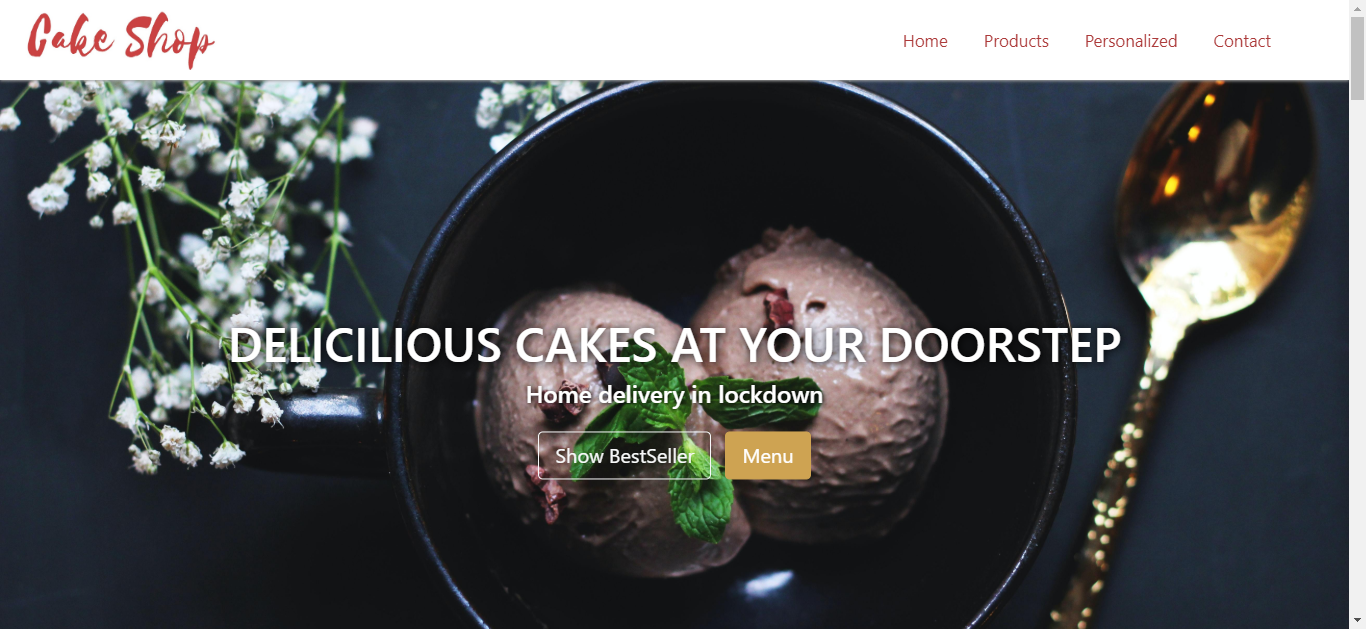 Cake Shop
Home Products Personalized Contact
DELICILIOUS CAKES AT YOUR DOORSTEP
Home delivery in lockdown
Show BestSeller Menu